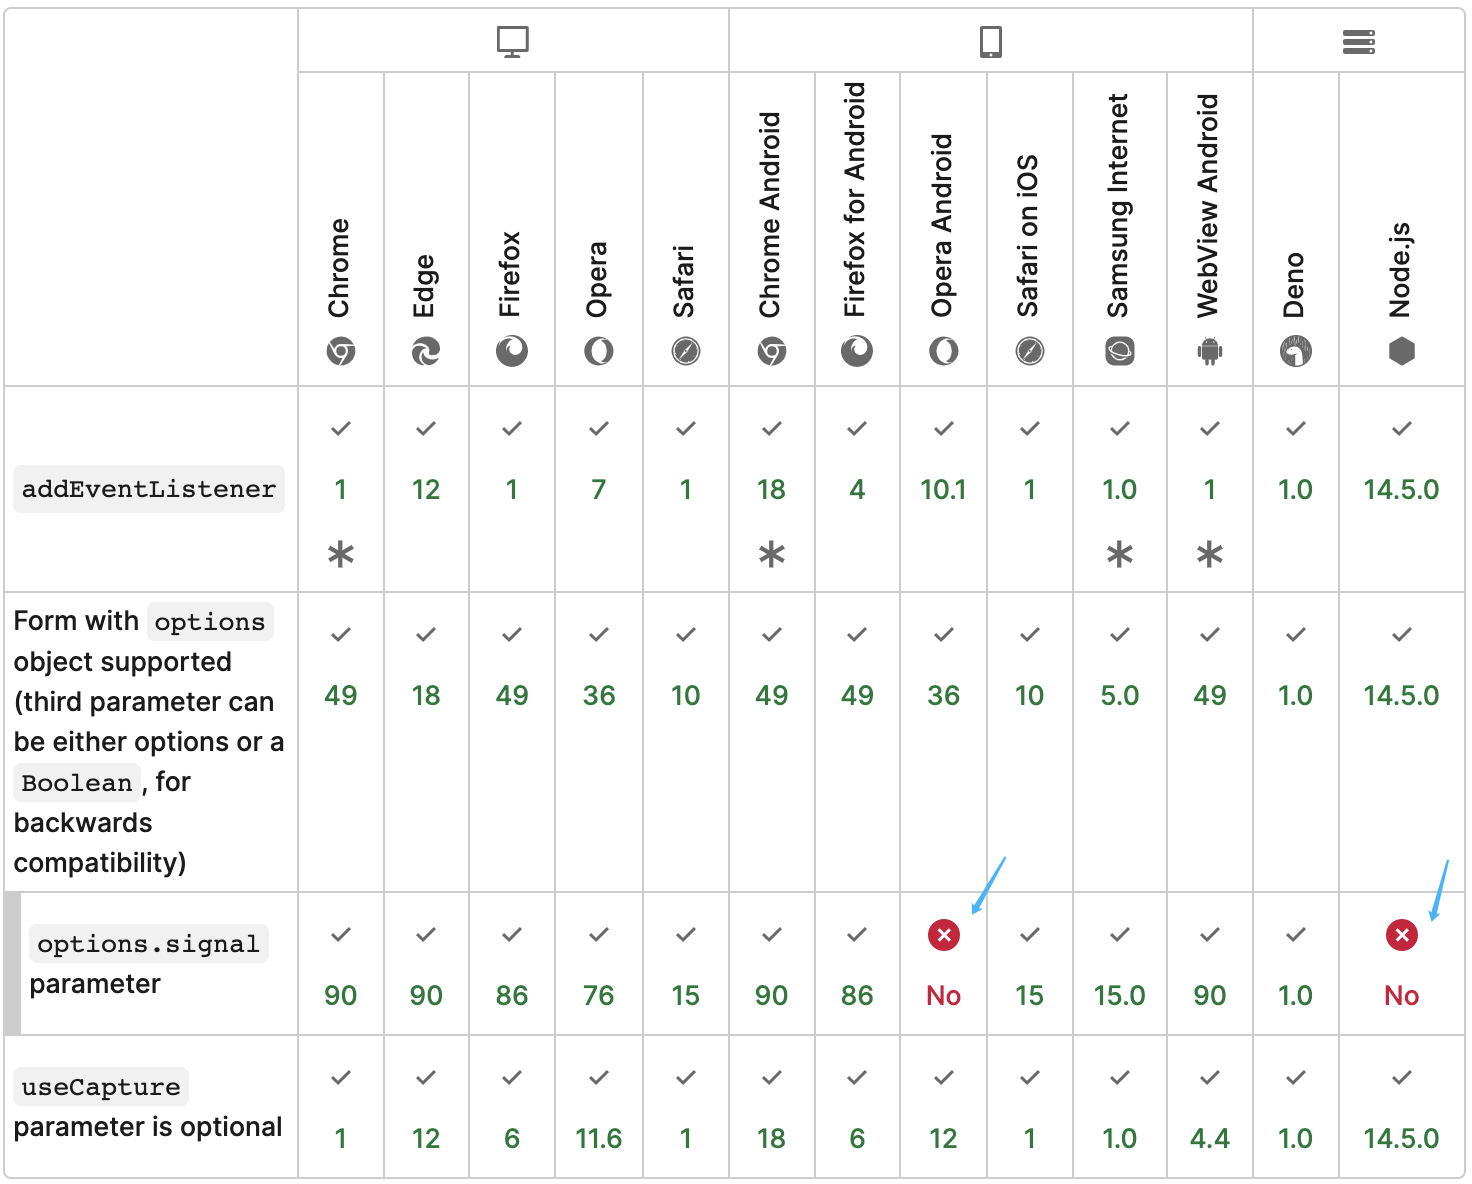 Chrome
Edge
Firefox
Opera
Safari
Chrome Android
Firefox for Android
Opera Android
Safari on iOS
Samsung Internet
WebView Android
Deno
Node.js
addEventListener
1 12 1 7 1 18 4 10.1 1 1.0 1 1.0 14.5.0
* * * *
Form with options
object supported
(third parameter can
be either options or a
Boolean, for
backwards
compatibility)
49 18 49 36 10 49 49 36 10 5.0 49 1.0 14.5.0
options.signal
parameter
90 90 86 76 15 90 86 No 15 15.0 90 1.0 No
useCapture
parameter is optional
1 12 6 11.6 1 18 6 12 1 1.0 4.4 1.0 14.5.0